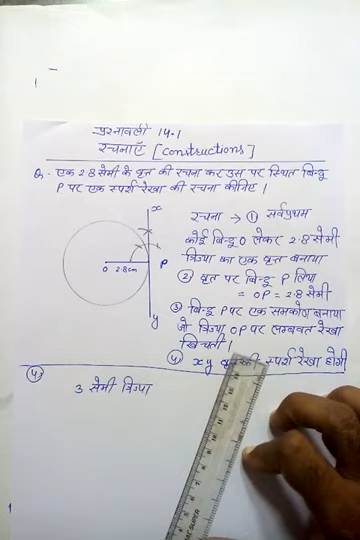 प्रश्नावली 14.1
रचनाएँ [constructions]
Q.- एक 2.8 सेमी के वृत्त की रचना कर उस पर स्थित बिन्दु
P पर एक स्पर्श रेखा की रचना कीजिए।
x
O 2.8cm P
y
रचना → ① सर्वप्रथम
कोई बिन्दु O लेकर 2.8 सेमी
त्रिज्या का एक वृत्त बनाया
② वृत्त पर बिन्दु P लिया
= OP = 2.8 सेमी
③ बिन्दु P पर एक समकोण बनाया
जो त्रिज्या OP पर लम्बवत रेखा
खिचती।
④ xy स्पर्श रेखा होगी
3 सेमी त्रिज्या